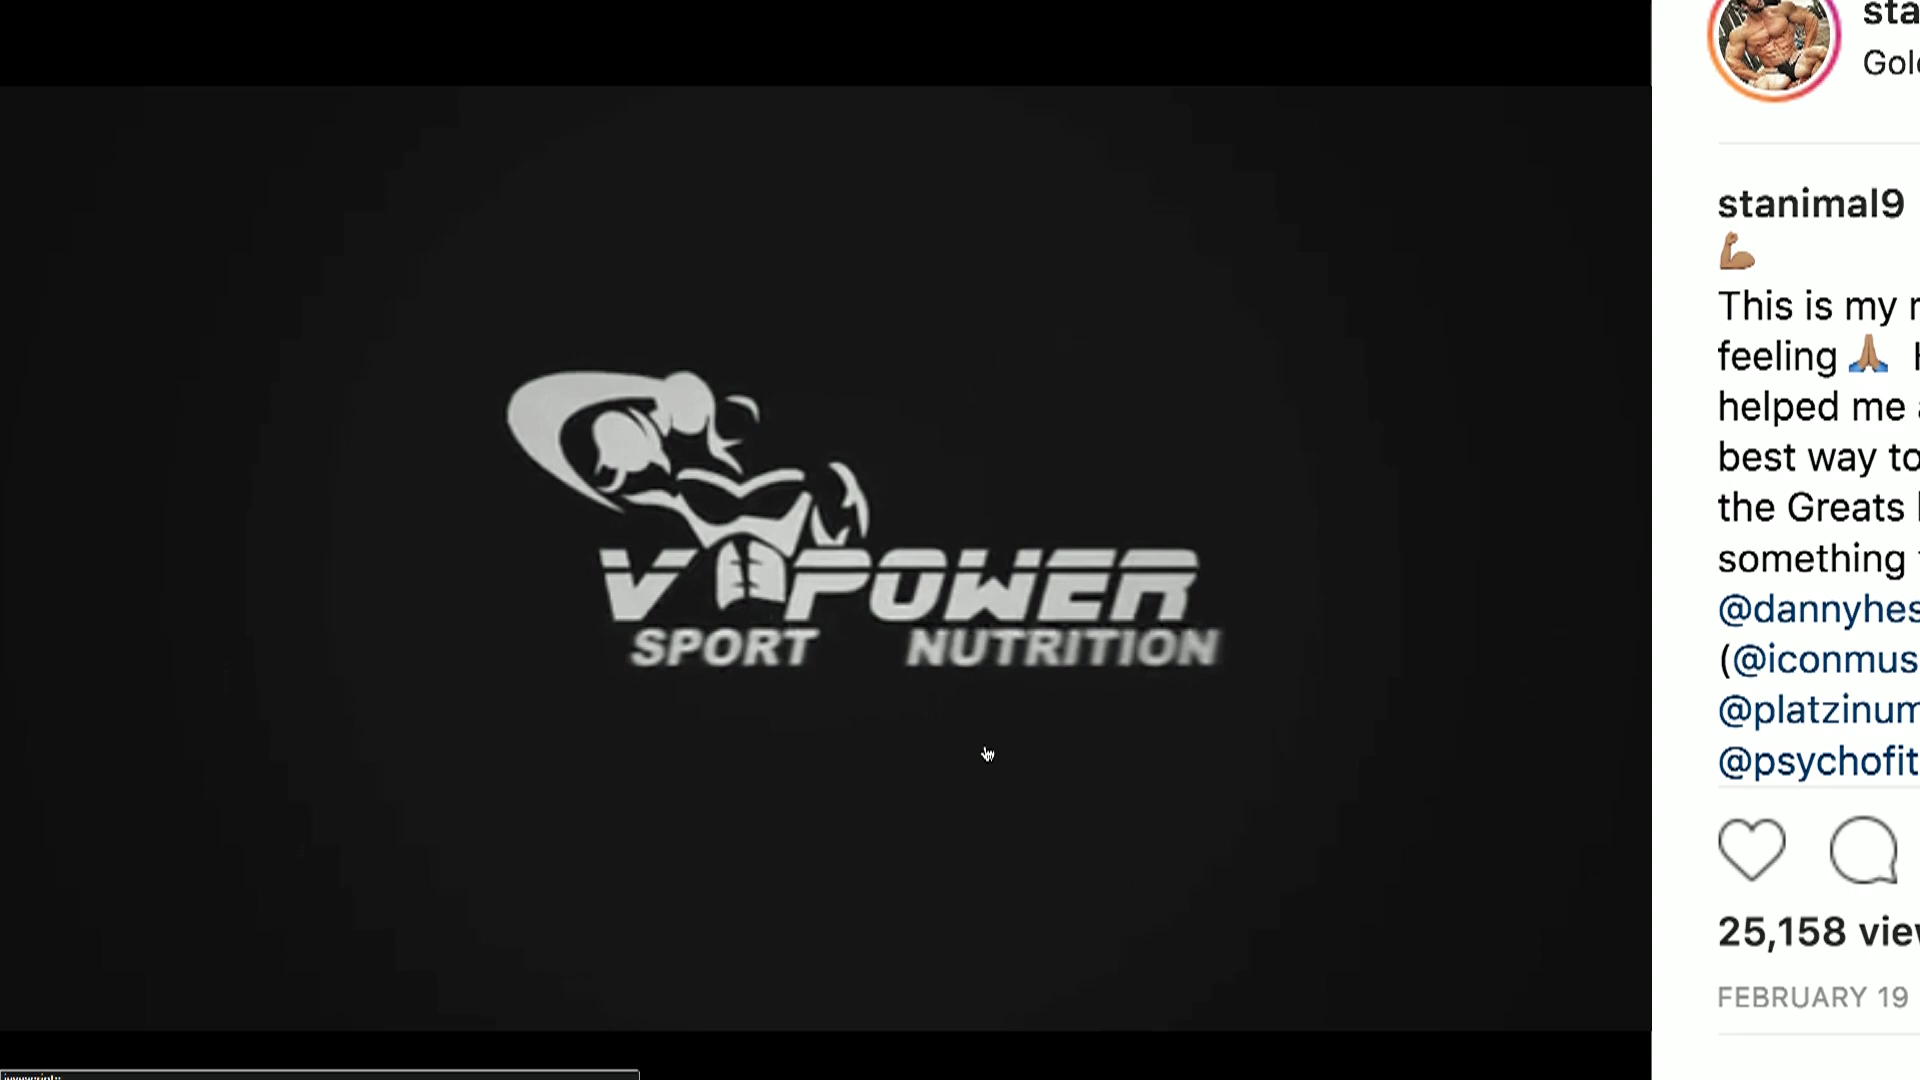 V POWER
SPORT NUTRITION
sta
Gol
stanimal9
💪🏽
This is my
feeling 🙏🏽
helped me
best way to
the Greats
something
@dannyhes
(@iconmus
@platzinum
@psychofit
25,158 vie
FEBRUARY 19